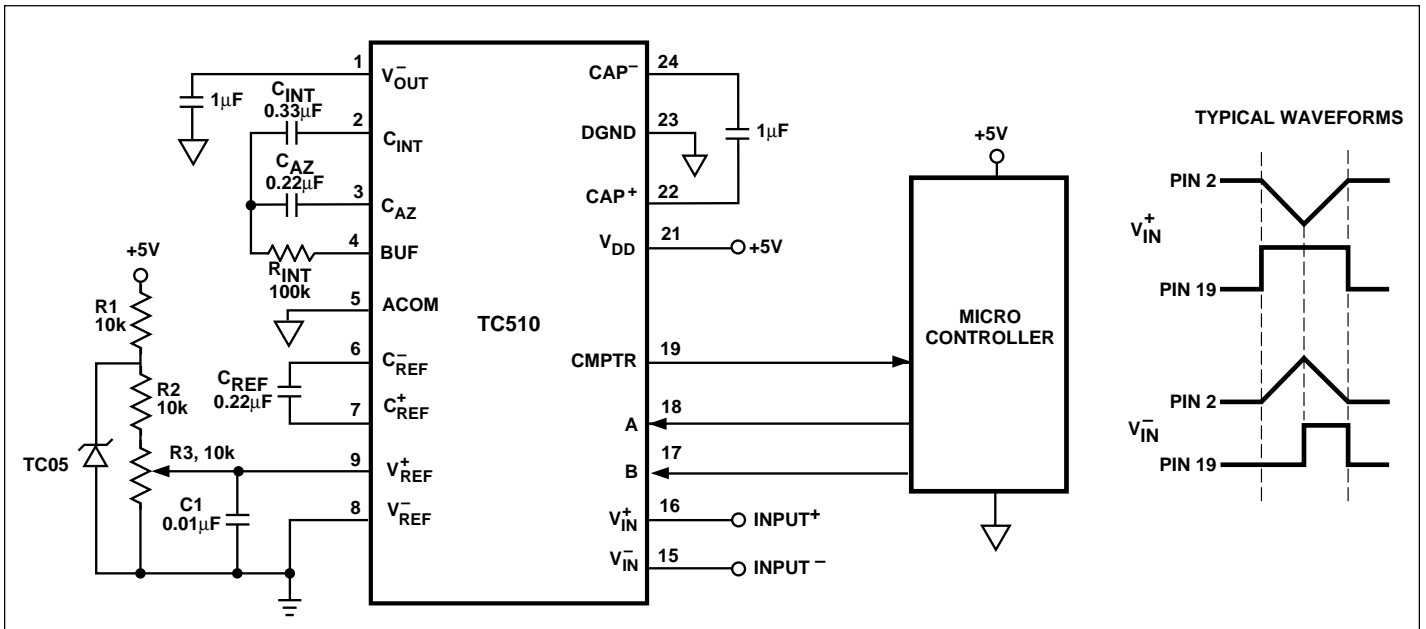 1
V⁻OUT
1μF
CINT
0.33μF
2
CINT
CAZ
0.22μF
3
CAZ
4
BUF
RINT
100k
5
ACOM
+5V
R1
10k
R2
10k
R3, 10k
TC05
6
C⁻REF
CREF
0.22μF
7
C⁺REF
9
V⁺REF
C1
0.01μF
8
V⁻REF
TC510
24
CAP⁻
23
DGND
1μF
22
CAP⁺
21
VDD
+5V
19
CMPTR
18
A
17
B
16
V⁺IN
INPUT⁺
15
V⁻IN
INPUT⁻
+5V
MICRO
CONTROLLER
TYPICAL WAVEFORMS
PIN 2
V⁺IN
PIN 19
PIN 2
V⁻IN
PIN 19